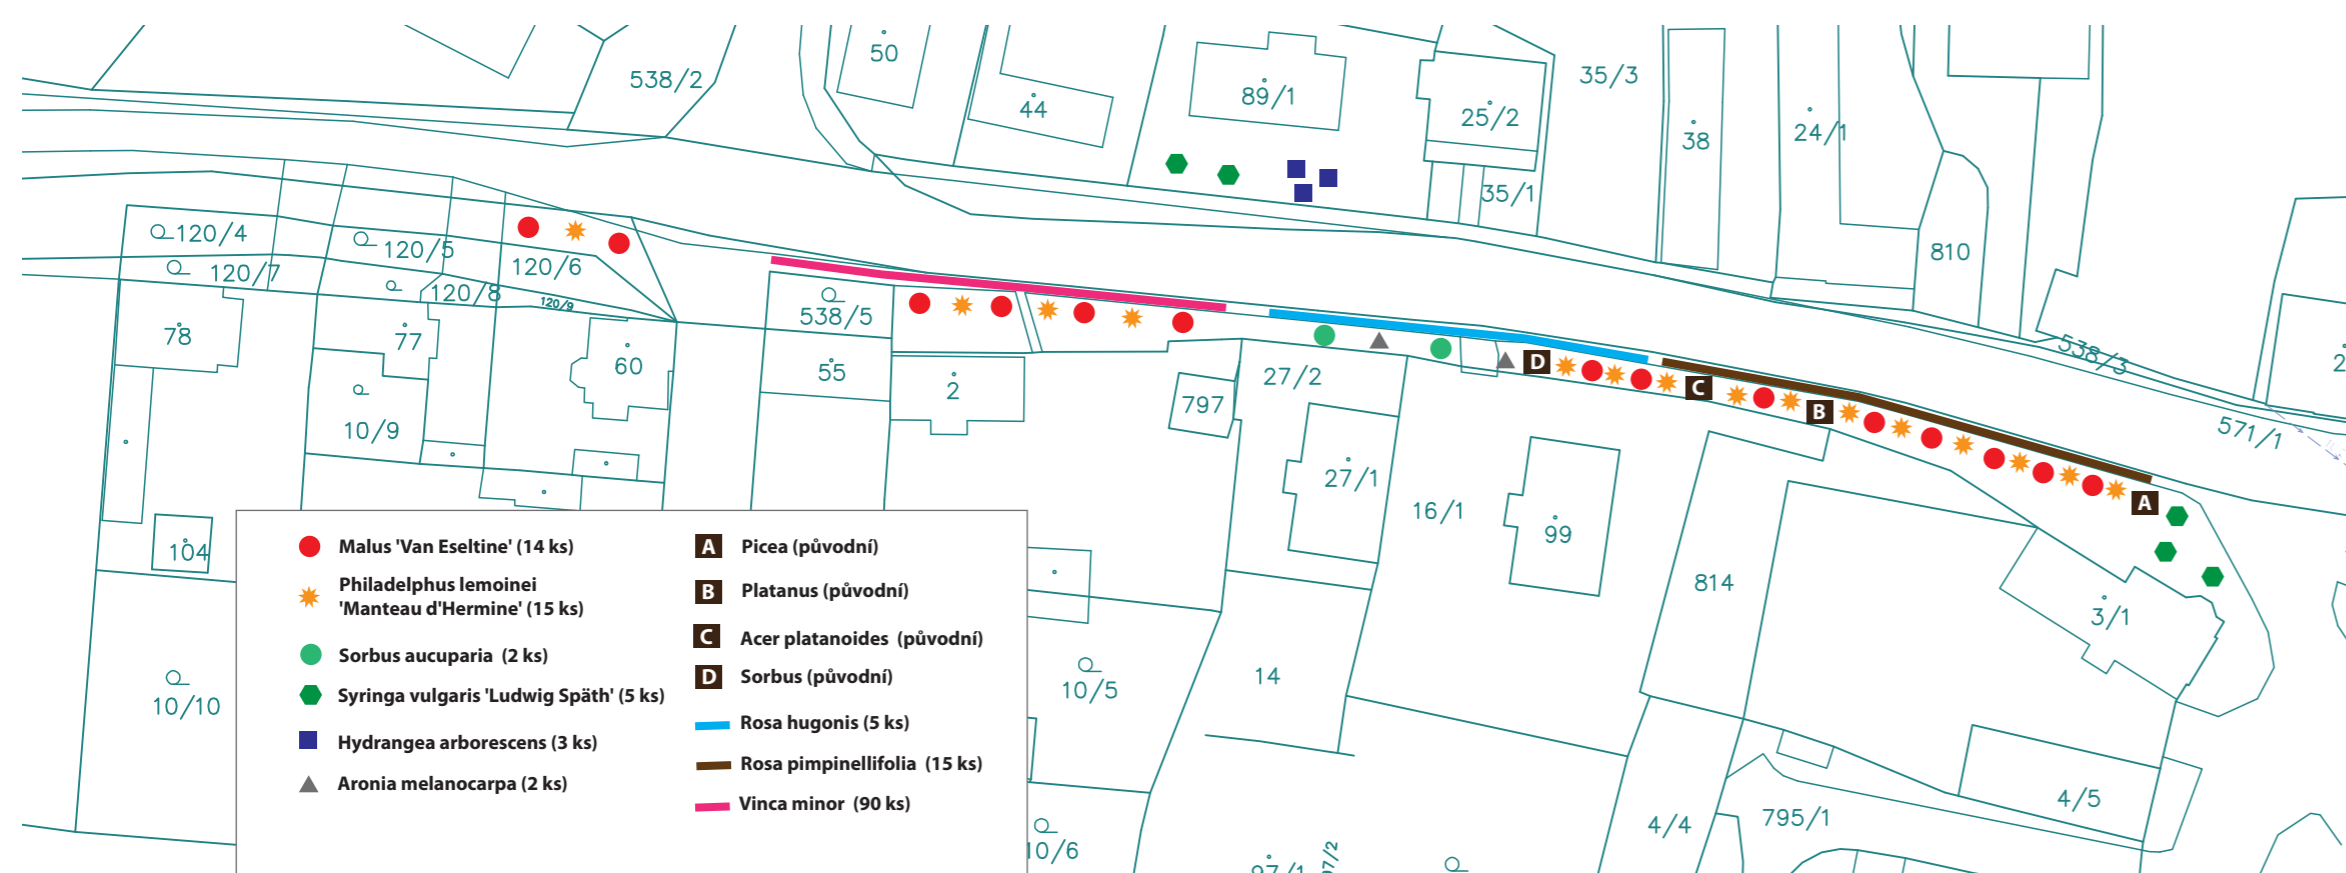 50
538/2
44
89/1
25/2
35/3
38
24/1
35/1
810
120/4
120/5
120/6
120/7
120/8
120/9
538/5
78
77
60
55
2
797
27/2
538/3
571/1
D
C
B
A
10/9
27/1
16/1
99
104
814
3/1
10/10
10/5
14
4/5
4/4
795/1
10/6
97/1
Malus 'Van Eseltine' (14 ks)
Philadelphus lemoinei
'Manteau d'Hermine' (15 ks)
Sorbus aucuparia (2 ks)
Syringa vulgaris 'Ludwig Späth' (5 ks)
Hydrangea arborescens (3 ks)
Aronia melanocarpa (2 ks)
A Picea (původní)
B Platanus (původní)
C Acer platanoides (původní)
D Sorbus (původní)
Rosa hugonis (5 ks)
Rosa pimpinellifolia (15 ks)
Vinca minor (90 ks)